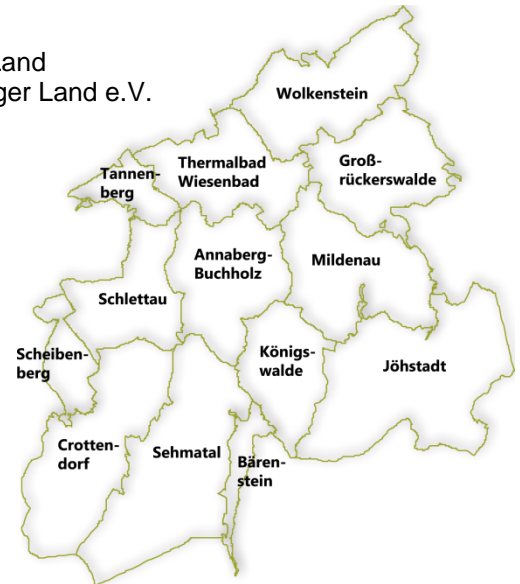 Land
ger Land e.V.
Wolkenstein
Groß-
rückerswalde
Thermalbad
Wiesenbad
Tannen-
berg
Annaberg-
Buchholz
Mildenau
Schlettau
Scheiben-
berg
Königs-
walde
Jöhstadt
Crotten-
dorf
Sehmatal
Bären-
stein